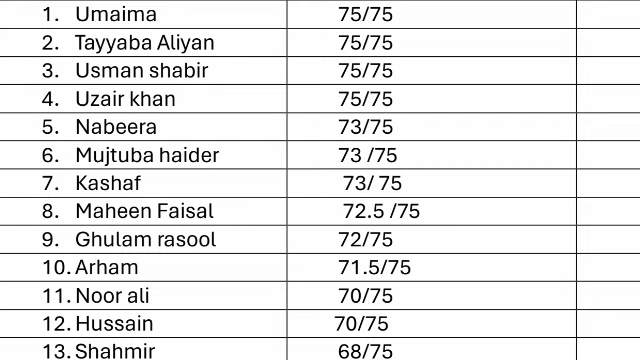 1. Umaima 75/75
2. Tayyaba Aliyan 75/75
3. Usman shabir 75/75
4. Uzair khan 75/75
5. Nabeera 73/75
6. Mujtuba haider 73 /75
7. Kashaf 73/ 75
8. Maheen Faisal 72.5 /75
9. Ghulam rasool 72/75
10. Arham 71.5/75
11. Noor ali 70/75
12. Hussain 70/75
13. Shahmir 68/75